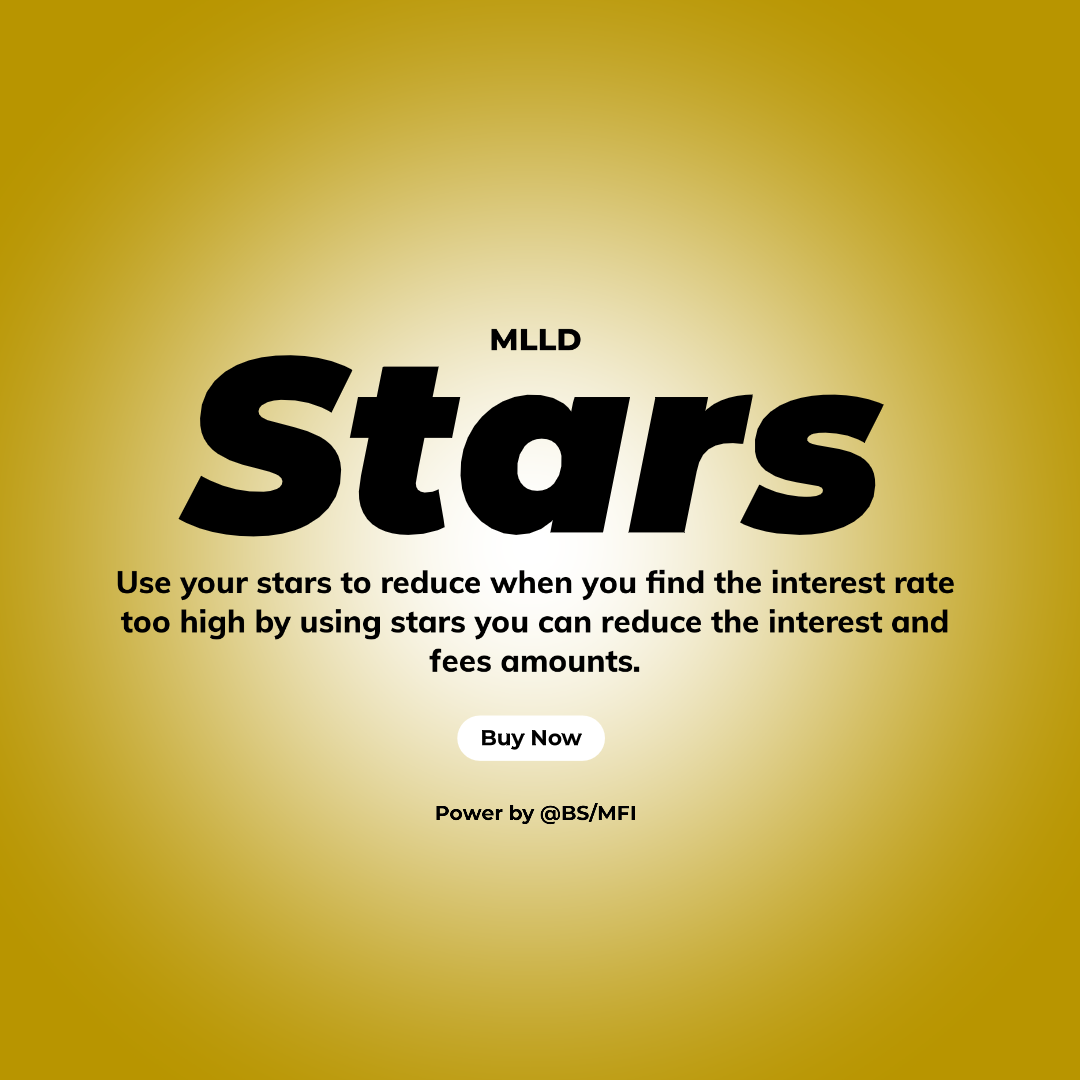 MLLD
Stars
Use your stars to reduce when you find the interest rate
too high by using stars you can reduce the interest and
fees amounts.
Buy Now
Power by @BS/MFI